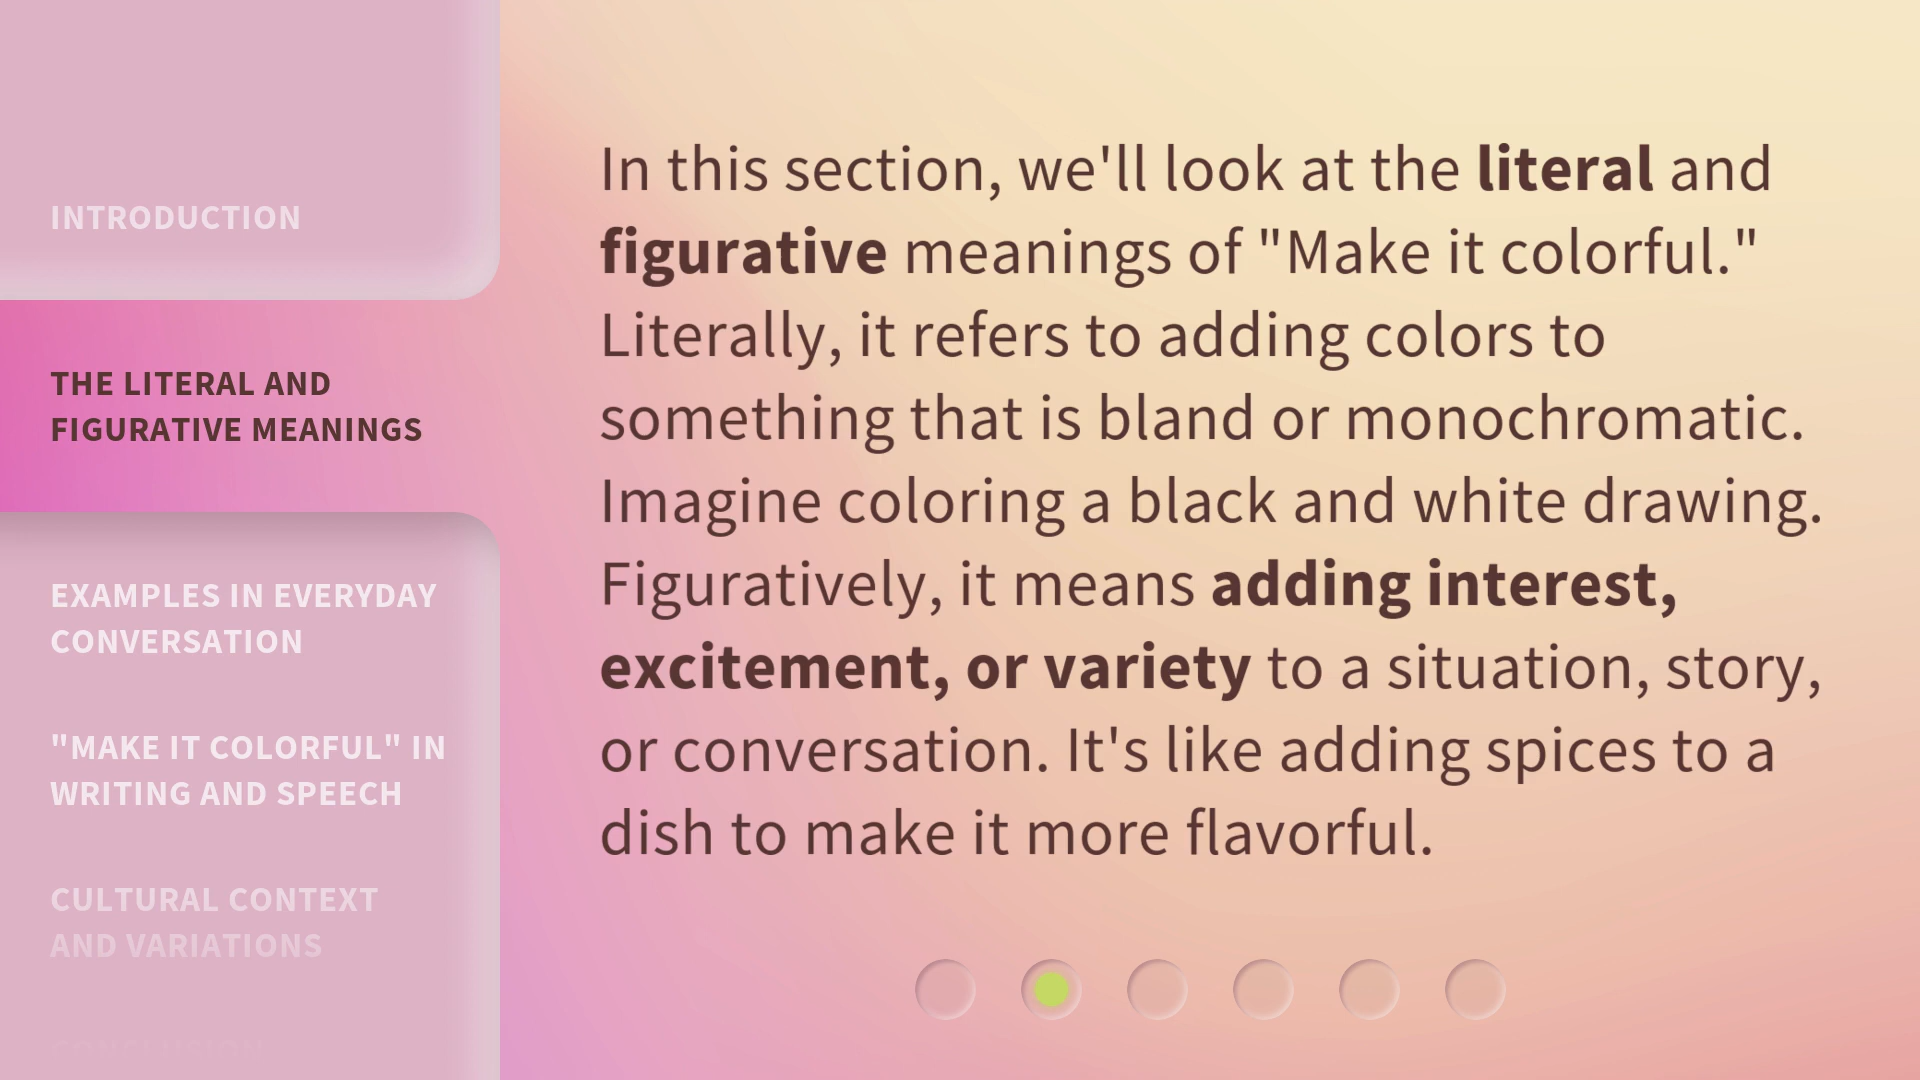 INTRODUCTION
THE LITERAL AND
FIGURATIVE MEANINGS
EXAMPLES IN EVERYDAY
CONVERSATION
"MAKE IT COLORFUL" IN
WRITING AND SPEECH
CULTURAL CONTEXT
AND VARIATIONS
CONCLUSION
In this section, we'll look at the literal and
figurative meanings of "Make it colorful."
Literally, it refers to adding colors to
something that is bland or monochromatic.
Imagine coloring a black and white drawing.
Figuratively, it means adding interest,
excitement, or variety to a situation, story,
or conversation. It's like adding spices to a
dish to make it more flavorful.